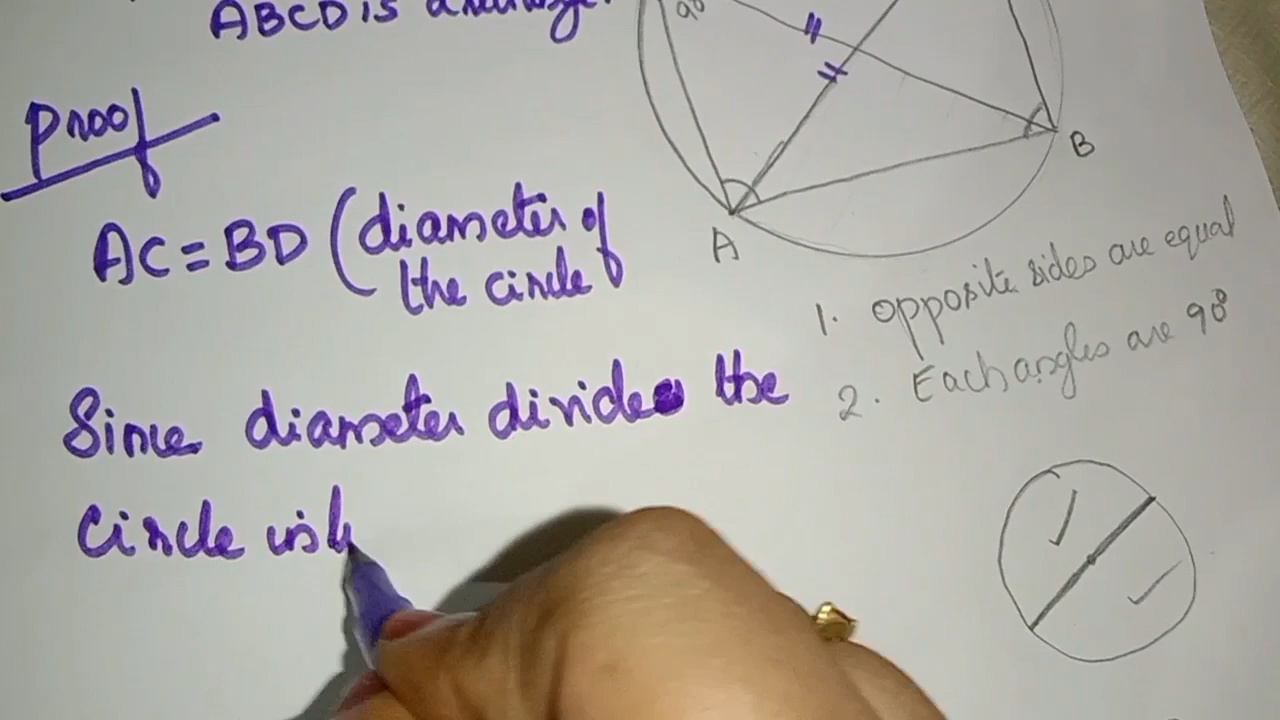 ABCD is a
90
Proof
AC = BD (diameter of
the circle
Since diameter divides the
Circle
A
B
1. Opposite sides are equal
2. Each angles are 90°